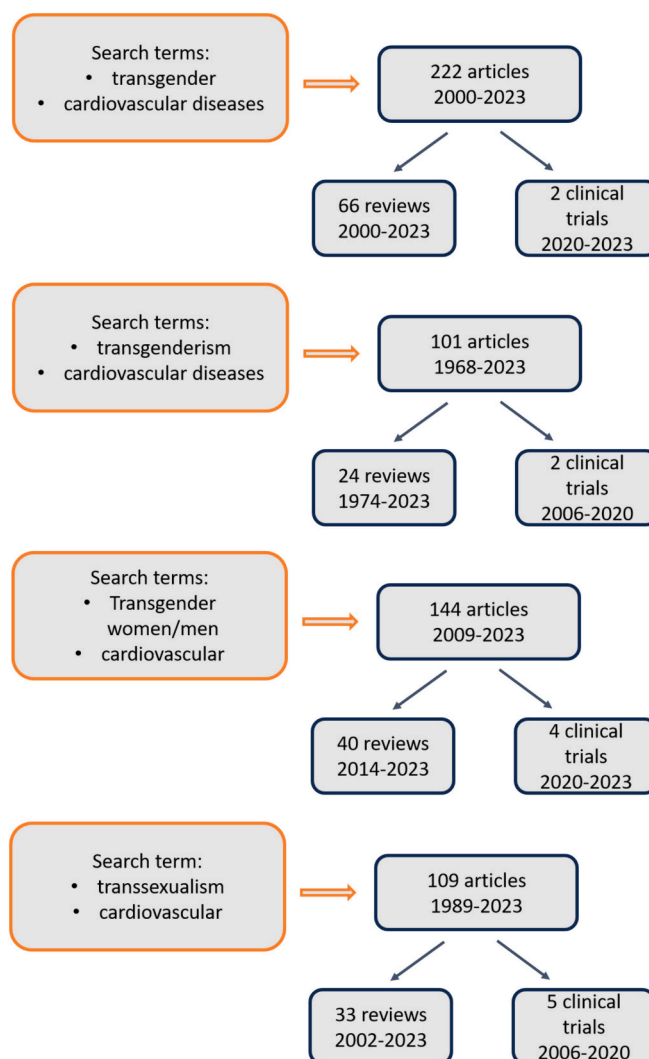 Search terms:
• transgender
• cardiovascular diseases
222 articles
2000-2023
66 reviews
2000-2023
2 clinical
trials
2020-2023
Search terms:
• transgenderism
• cardiovascular diseases
101 articles
1968-2023
24 reviews
1974-2023
2 clinical
trials
2006-2020
Search terms:
• Transgender
women/men
• cardiovascular
144 articles
2009-2023
40 reviews
2014-2023
4 clinical
trials
2020-2023
Search term:
• transsexualism
• cardiovascular
109 articles
1989-2023
33 reviews
2002-2023
5 clinical
trials
2006-2020